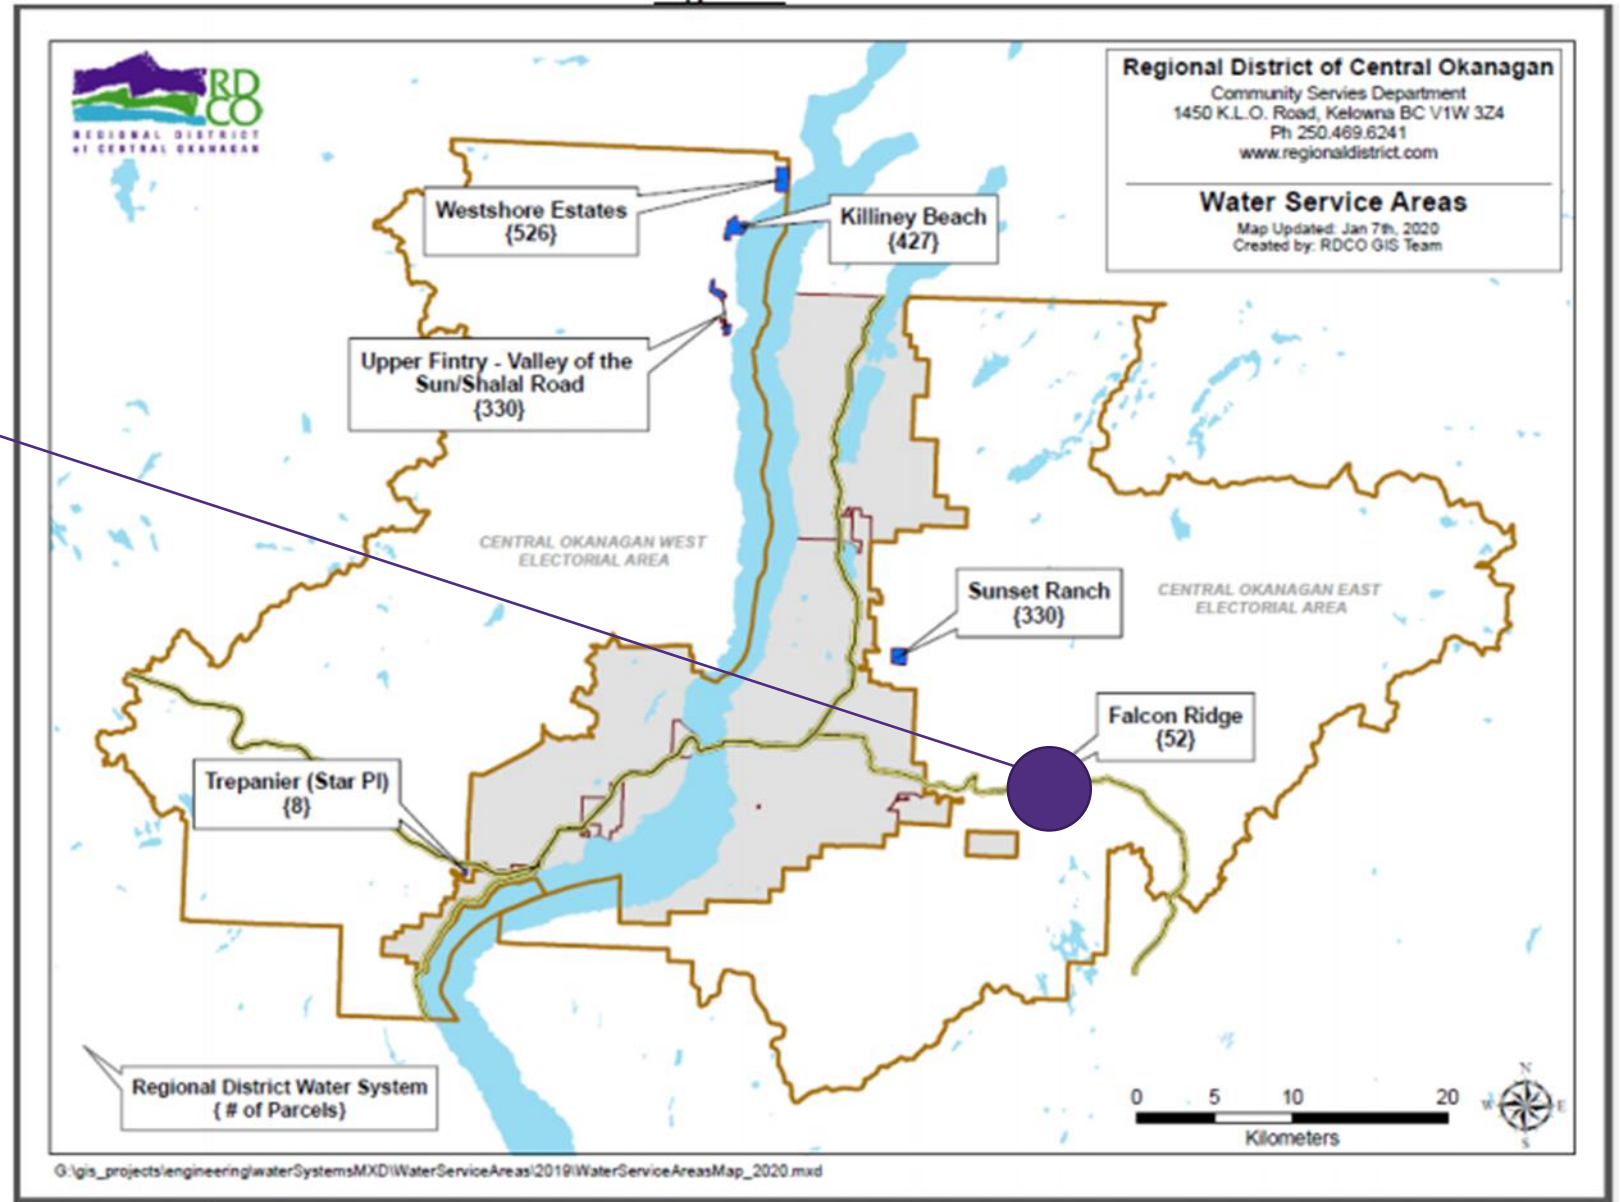 RD
CO
REGIONAL DISTRICT
of CENTRAL OKANAGAN
Regional District of Central Okanagan
Community Servies Department
1450 K.L.O. Road, Kelowna BC V1W 3Z4
Ph 250.469.6241
www.regionaldistrict.com
Water Service Areas
Map Updated: Jan 7th, 2020
Created by: RDCO GIS Team
Westshore Estates
{526}
Killiney Beach
{427}
Upper Fintry - Valley of the
Sun/Shalal Road
{330}
CENTRAL OKANAGAN WEST
ELECTORIAL AREA
Sunset Ranch
{330}
CENTRAL OKANAGAN EAST
ELECTORIAL AREA
Falcon Ridge
{52}
Trepanier (Star Pl)
{8}
Regional District Water System
{ # of Parcels}
0 5 10 20
Kilometers
N
W E
S
G:\gis_projects\engineering\waterSystemsMXD\WaterServiceAreas\2019\WaterServiceAreasMap_2020.mxd